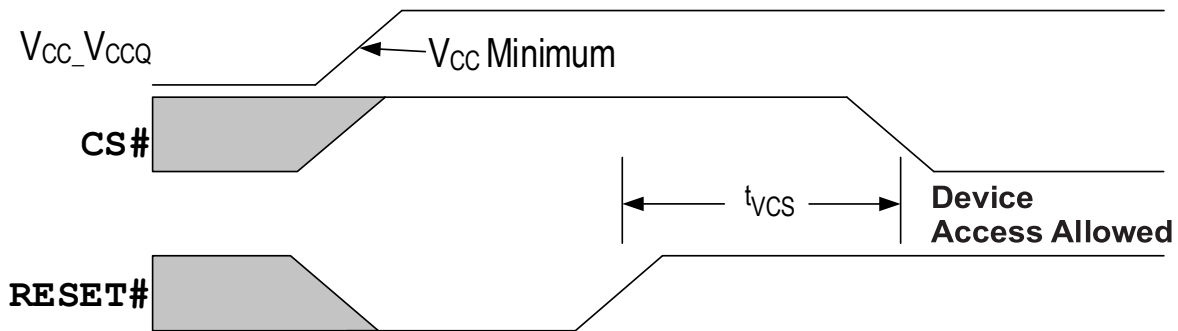 VCC_VCCQ
VCC Minimum
CS#
tVCS
Device
Access Allowed
RESET#